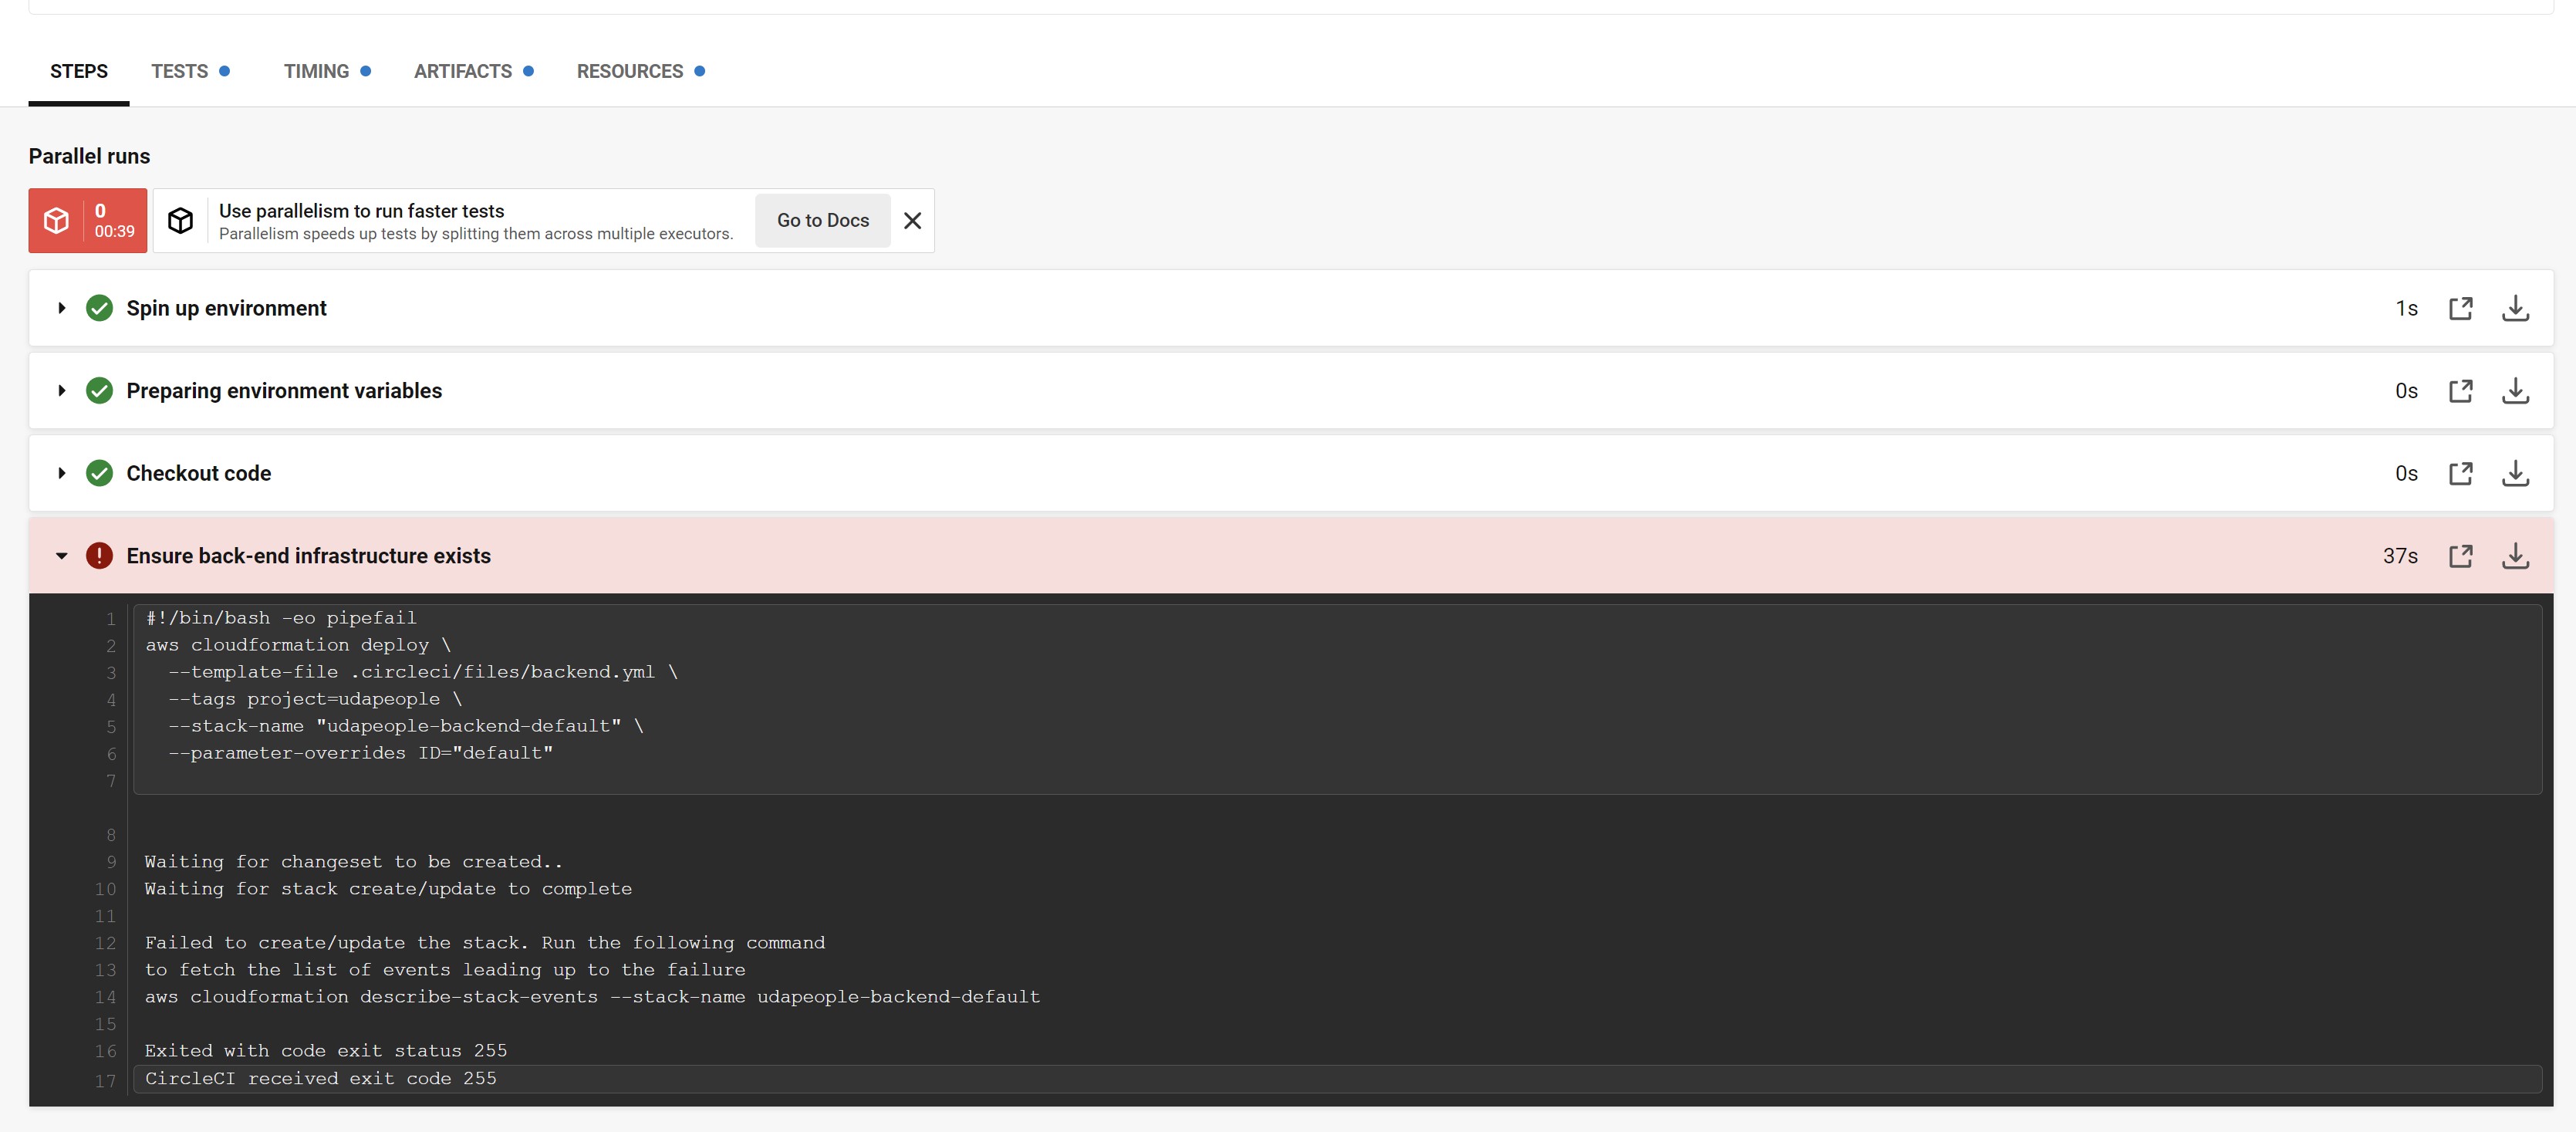 STEPS TESTS TIMING ARTIFACTS RESOURCES
Parallel runs
0
00:39
Use parallelism to run faster tests
Parallelism speeds up tests by splitting them across multiple executors.
Go to Docs
Spin up environment 1s
Preparing environment variables 0s
Checkout code 0s
Ensure back-end infrastructure exists 37s
1 #!/bin/bash -eo pipefail
2 aws cloudformation deploy \
3   --template-file .circleci/files/backend.yml \
4   --tags project=udapeople \
5   --stack-name "udapeople-backend-default" \
6   --parameter-overrides ID="default"
7
8
9 Waiting for changeset to be created..
10 Waiting for stack create/update to complete
11
12 Failed to create/update the stack. Run the following command
13 to fetch the list of events leading up to the failure
14 aws cloudformation describe-stack-events --stack-name udapeople-backend-default
15
16 Exited with code exit status 255
17 CircleCI received exit code 255